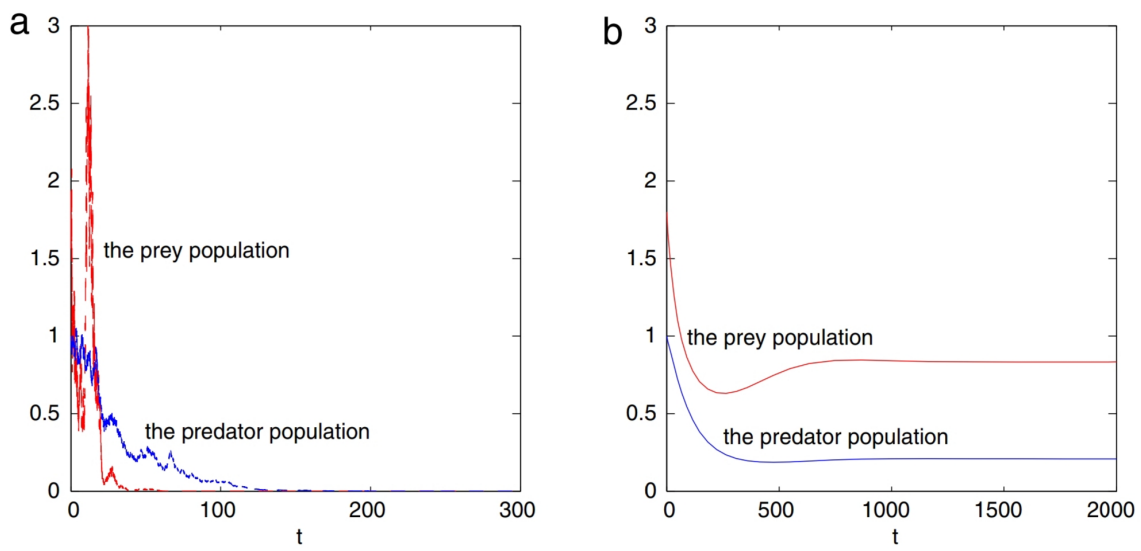 a
3
2.5
2
1.5
1
0.5
0
the prey population
the predator population
0
100
200
300
t
b
3
2.5
2
1.5
1
0.5
0
the prey population
the predator population
0
500
1000
1500
2000
t